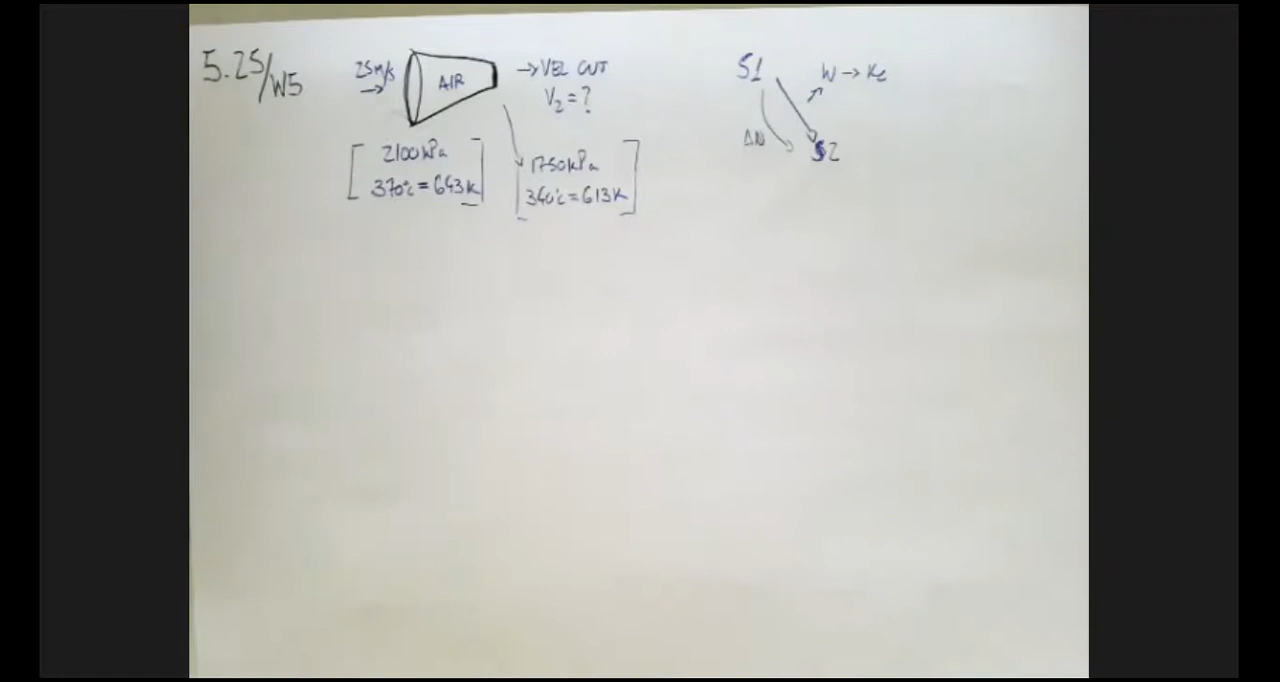 5.25/W5
25m/s
AIR
→VEL OUT
V2=?
2100kPa
370°c=643K
1750kPa
340°c=613K
S1
W→KE
S2